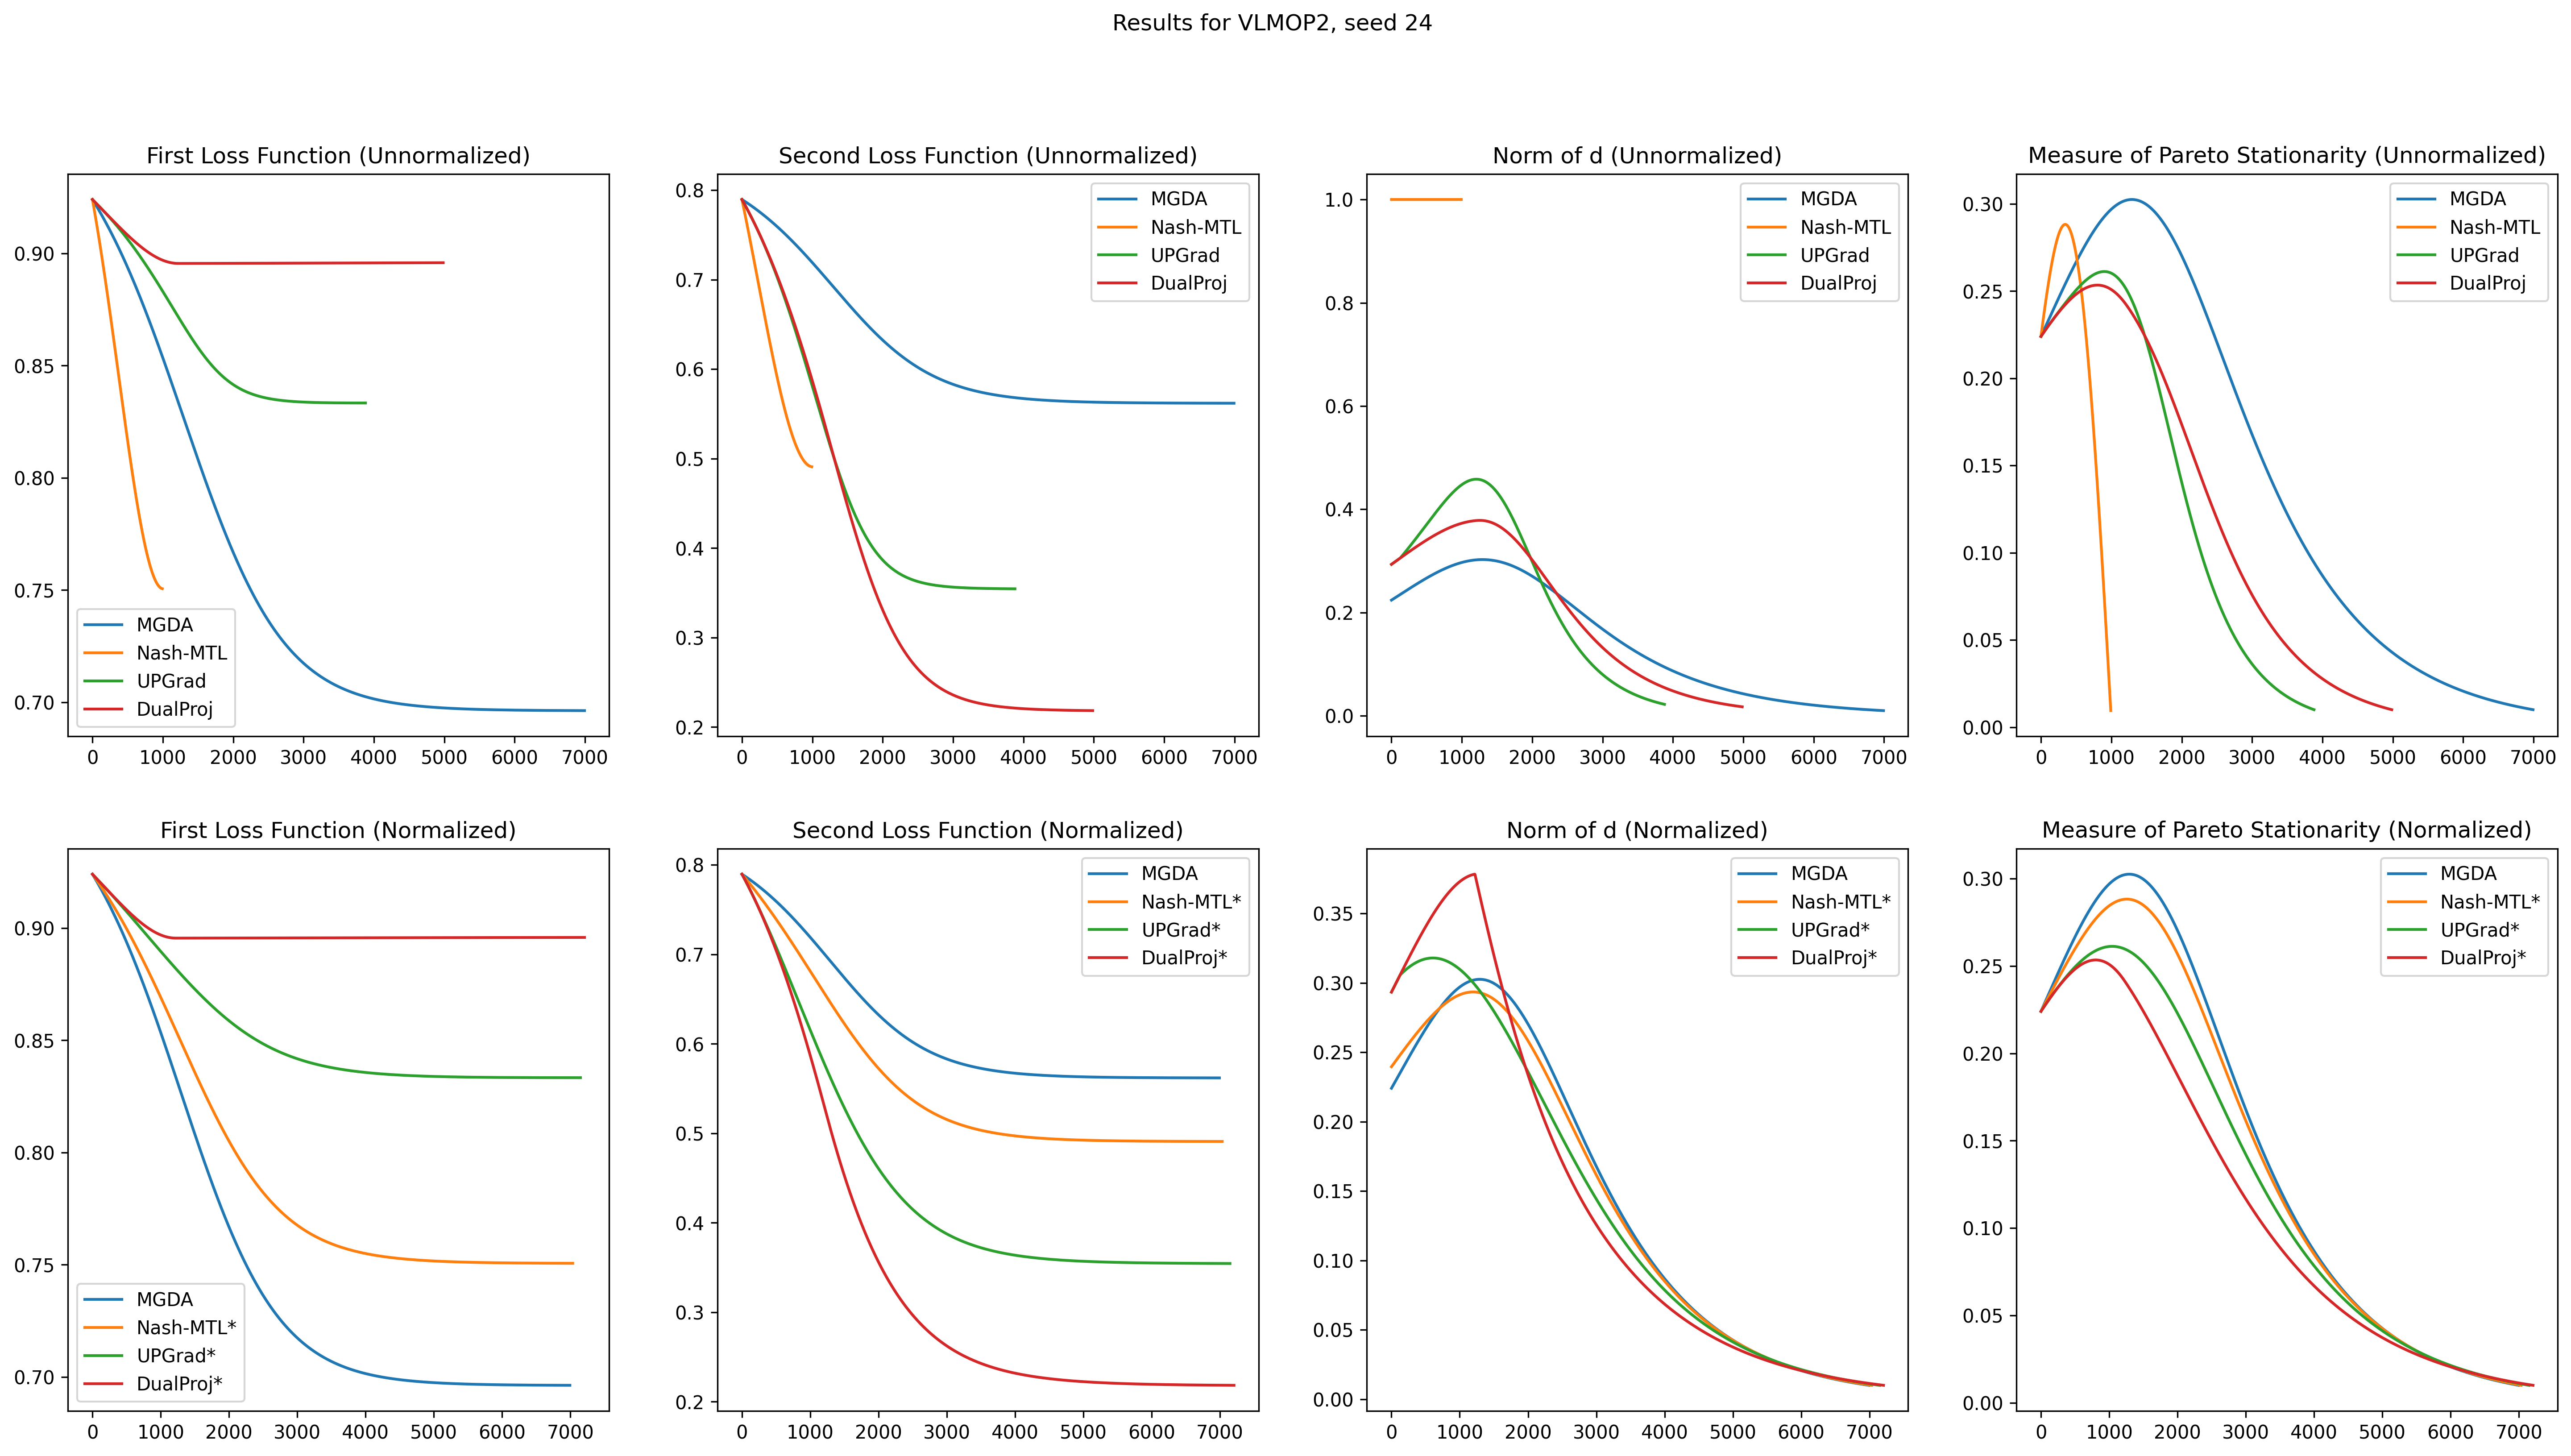 Results for VLMOP2, seed 24
First Loss Function (Unnormalized)
0.90
0.85
0.80
0.75
0.70
0 1000 2000 3000 4000 5000 6000 7000
MGDA
Nash-MTL
UPGrad
DualProj
Second Loss Function (Unnormalized)
0.8
0.7
0.6
0.5
0.4
0.3
0.2
0 1000 2000 3000 4000 5000 6000 7000
MGDA
Nash-MTL
UPGrad
DualProj
Norm of d (Unnormalized)
1.0
0.8
0.6
0.4
0.2
0.0
0 1000 2000 3000 4000 5000 6000 7000
MGDA
Nash-MTL
UPGrad
DualProj
Measure of Pareto Stationarity (Unnormalized)
0.30
0.25
0.20
0.15
0.10
0.05
0.00
0 1000 2000 3000 4000 5000 6000 7000
MGDA
Nash-MTL
UPGrad
DualProj
First Loss Function (Normalized)
0.90
0.85
0.80
0.75
0.70
0 1000 2000 3000 4000 5000 6000 7000
MGDA
Nash-MTL*
UPGrad*
DualProj*
Second Loss Function (Normalized)
0.8
0.7
0.6
0.5
0.4
0.3
0.2
0 1000 2000 3000 4000 5000 6000 7000
MGDA
Nash-MTL*
UPGrad*
DualProj*
Norm of d (Normalized)
0.35
0.30
0.25
0.20
0.15
0.10
0.05
0.00
0 1000 2000 3000 4000 5000 6000 7000
MGDA
Nash-MTL*
UPGrad*
DualProj*
Measure of Pareto Stationarity (Normalized)
0.30
0.25
0.20
0.15
0.10
0.05
0.00
0 1000 2000 3000 4000 5000 6000 7000
MGDA
Nash-MTL*
UPGrad*
DualProj*